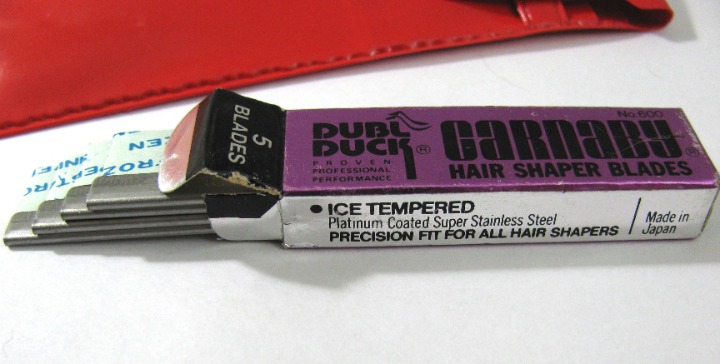 No.600
DUBL
DUCK®
CARNABY®
PROVEN
PROFESSIONAL
PERFORMANCE
HAIR SHAPER BLADES
5
BLADES
● ICE TEMPERED
Platinum Coated Super Stainless Steel
PRECISION FIT FOR ALL HAIR SHAPERS
Made in
Japan